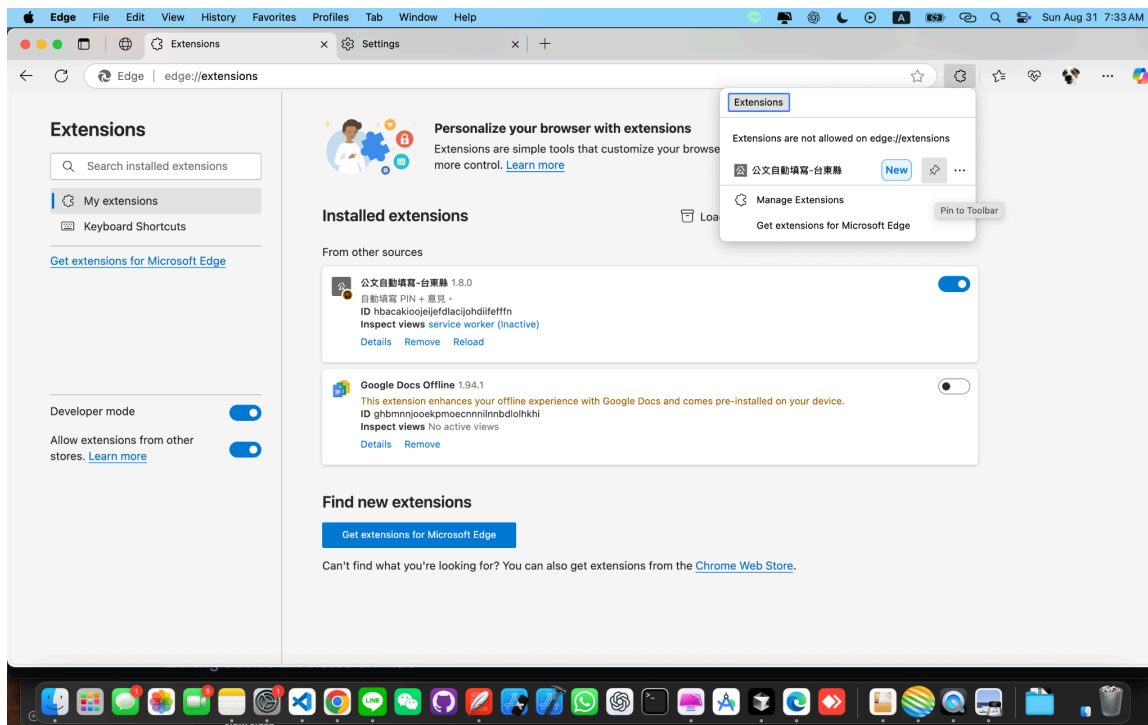 Edge File Edit View History Favorites Profiles Tab Window Help Sun Aug 31 7:33 AM
Extensions
Settings
Edge edge://extensions
Extensions
Search installed extensions
My extensions
Keyboard Shortcuts
Get extensions for Microsoft Edge
Developer mode
Allow extensions from other
stores. Learn more
Personalize your browser with extensions
Extensions are simple tools that customize your browse
more control. Learn more
Installed extensions
Loa
From other sources
公文自動填寫-台東縣 1.8.0
自動填寫 PIN + 意見。
ID hbacakioojeijefdlacijohdiifefffn
Inspect views service worker (Inactive)
Details Remove Reload
Google Docs Offline 1.94.1
This extension enhances your offline experience with Google Docs and comes pre-installed on your device.
ID ghbmnnjooekpmoecnnnilnnbdlolhkhi
Inspect views No active views
Details Remove
Find new extensions
Get extensions for Microsoft Edge
Can't find what you're looking for? You can also get extensions from the Chrome Web Store.
Extensions
Extensions are not allowed on edge://extensions
公文自動填寫-台東縣 New
Manage Extensions
Get extensions for Microsoft Edge
Pin to Toolbar